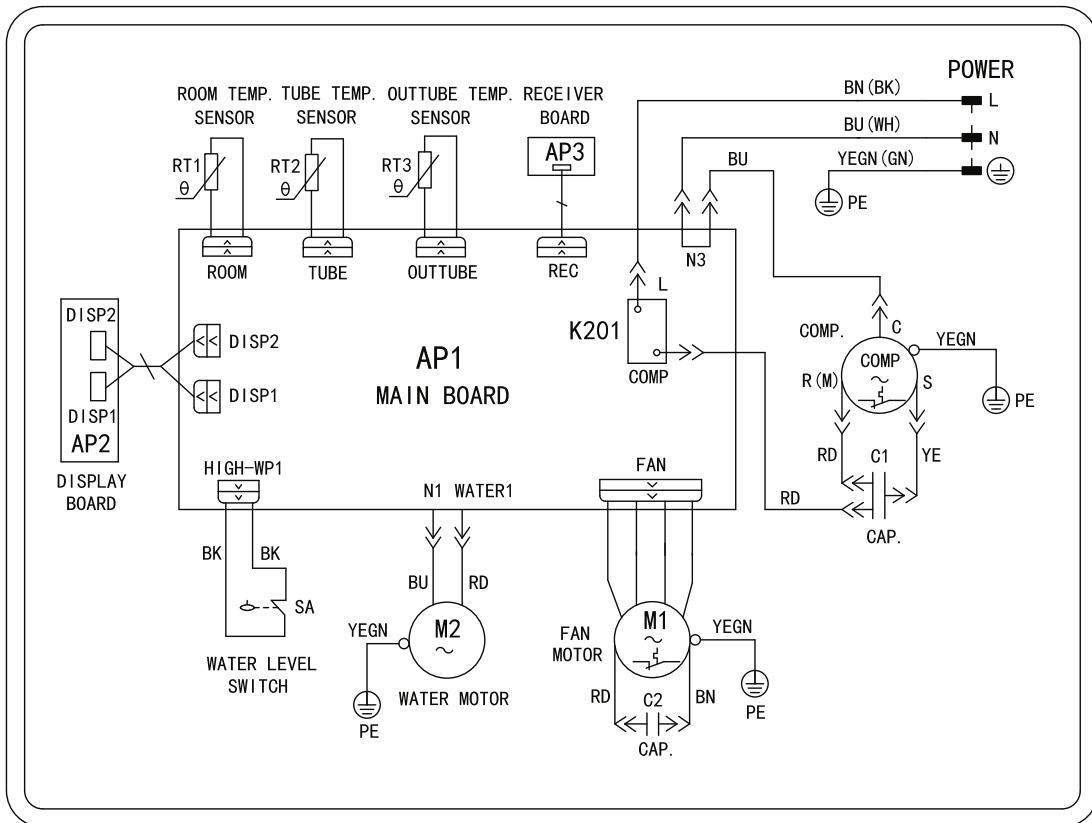 POWER
BN(BK)
L
BU(WH)
N
BU
YEGN(GN)
PE
ROOM TEMP. SENSOR
TUBE TEMP. SENSOR
OUTTUBE TEMP. SENSOR
RECEIVER BOARD
RT1
θ
RT2
θ
RT3
θ
AP3
ROOM
TUBE
OUTTUBE
REC
N3
L
K201
COMP
DISP2
DISP1
AP2
DISPLAY
BOARD
DISP2
DISP1
AP1
MAIN BOARD
COMP.
C
COMP
~
YEGN
PE
R(M)
S
RD
C1
YE
RD
CAP.
HIGH-WP1
N1 WATER1
FAN
BK
BK
SA
WATER LEVEL
SWITCH
BU
RD
YEGN
M2
~
PE
WATER MOTOR
FAN
MOTOR
M1
~
YEGN
PE
RD
C2
BN
CAP.